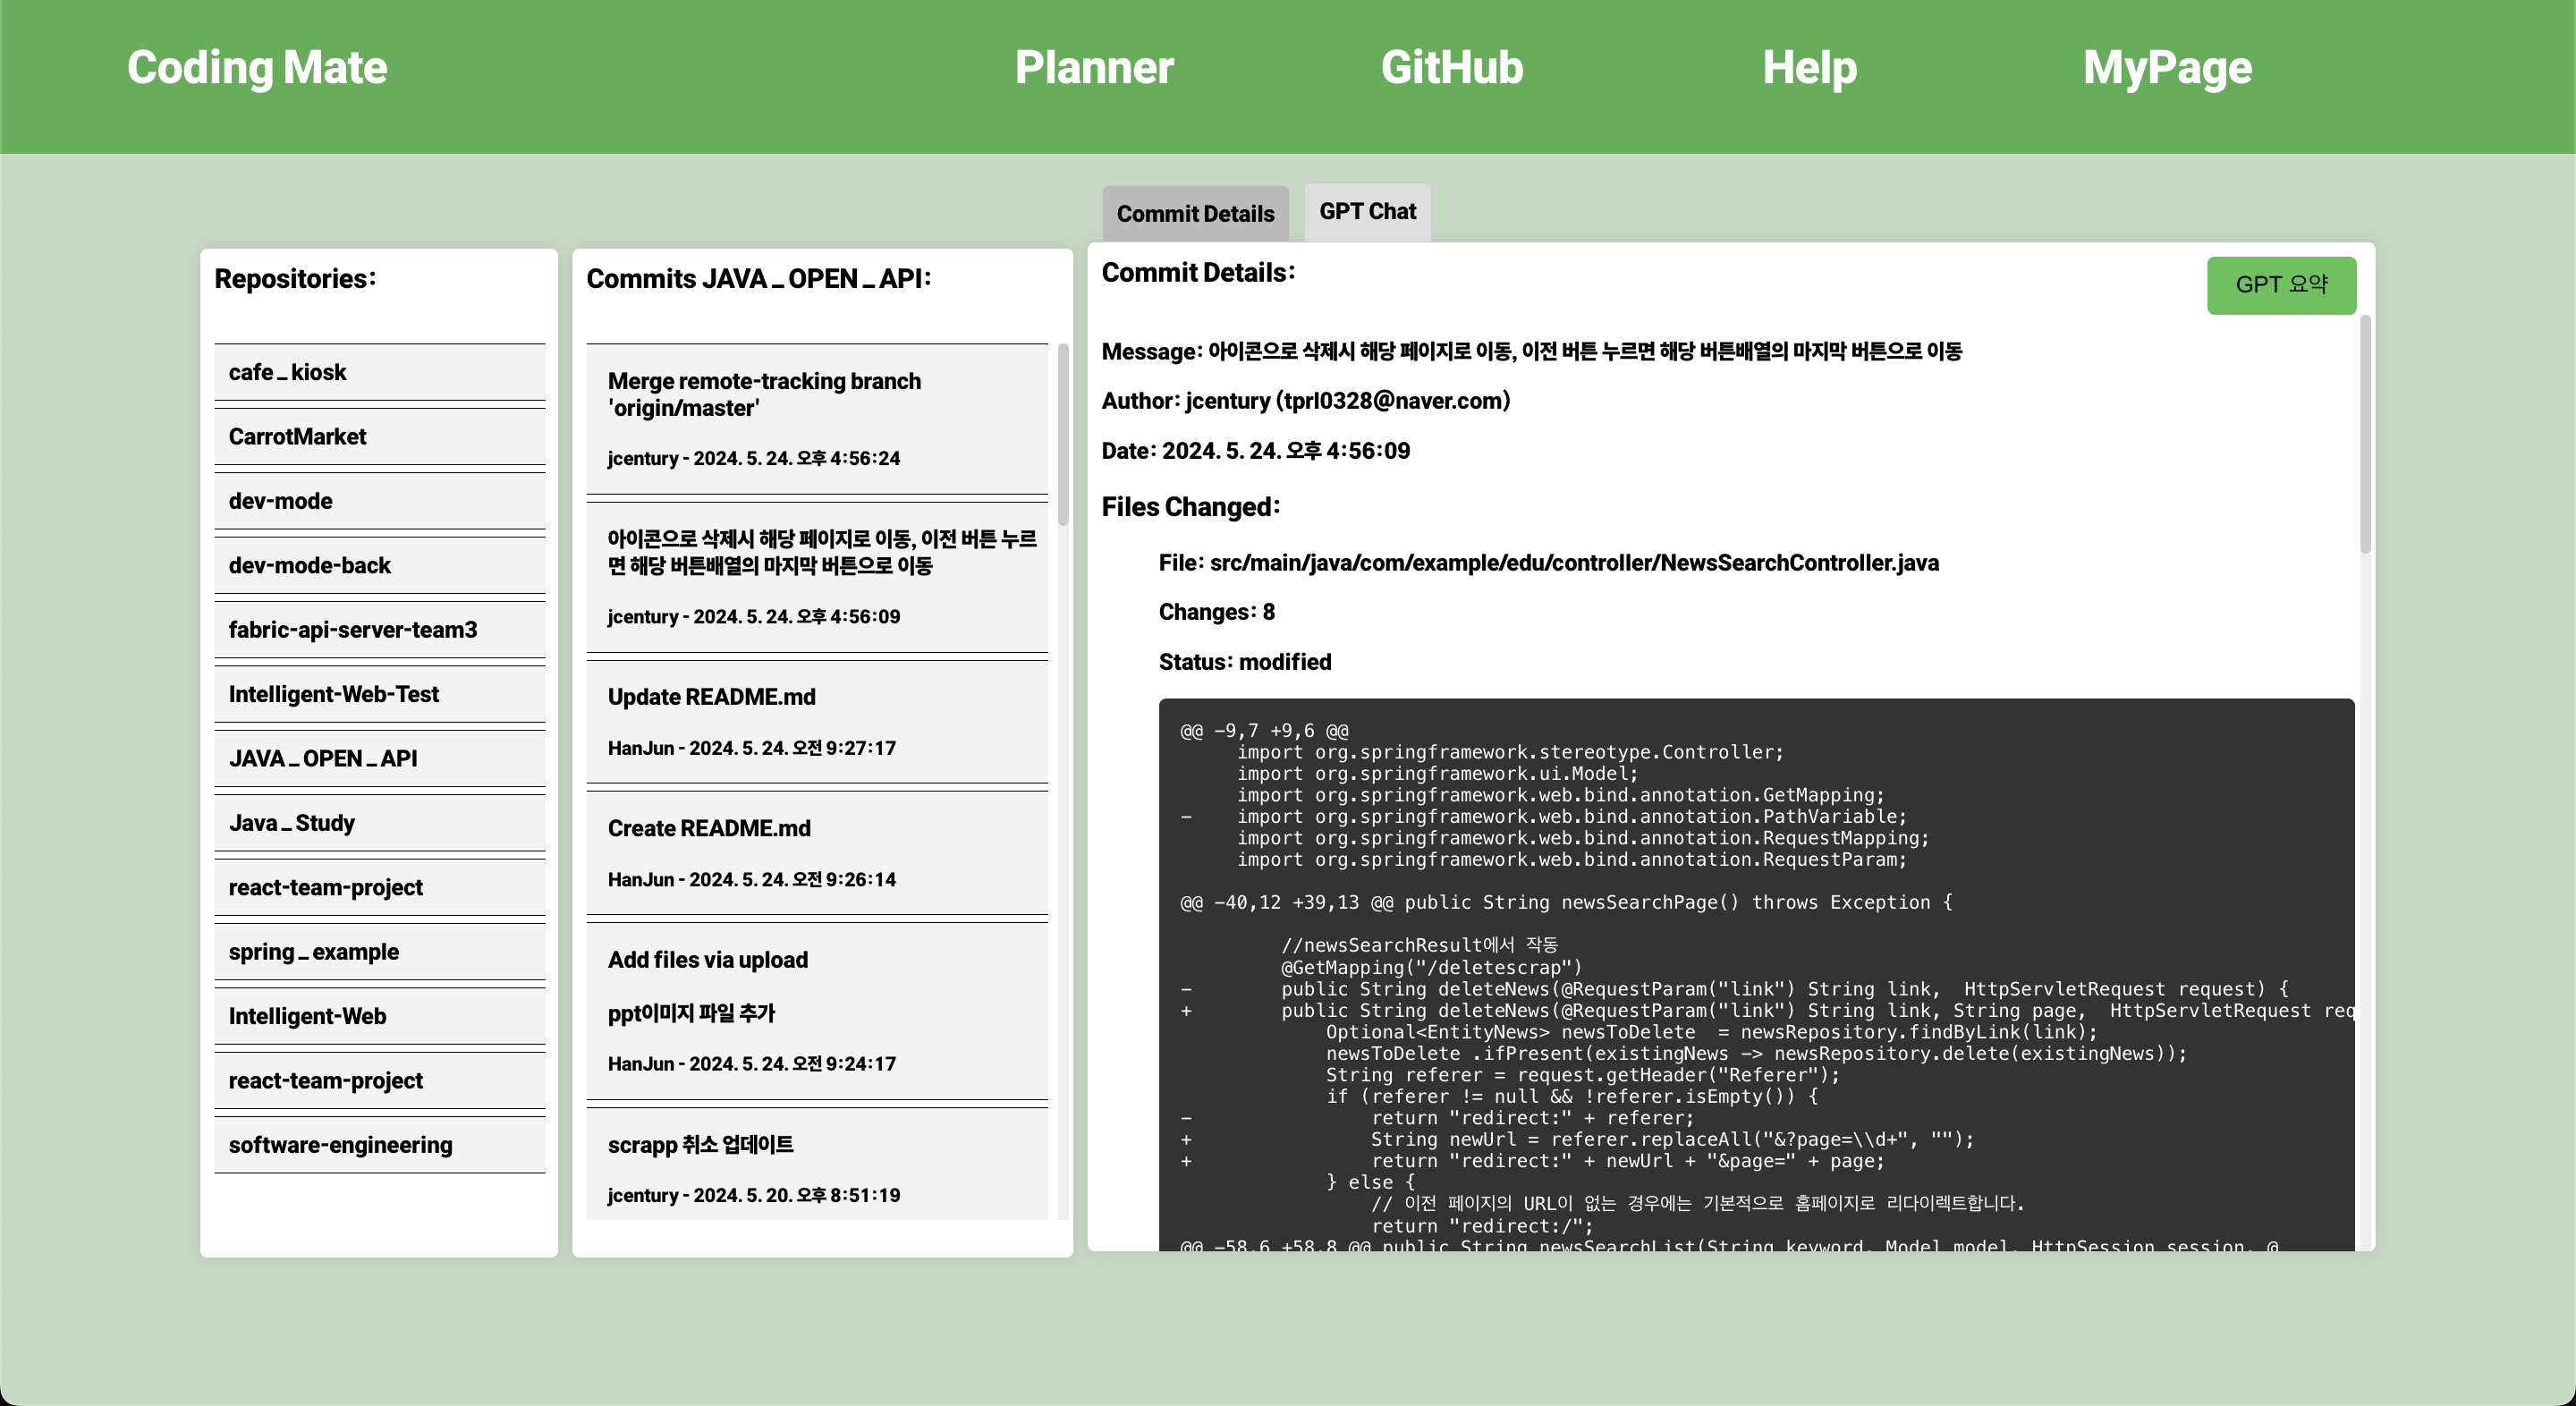 Coding Mate
Planner
GitHub
Help
MyPage
Commit Details
GPT Chat
Repositories:
cafe_kiosk
CarrotMarket
dev-mode
dev-mode-back
fabric-api-server-team3
Intelligent-Web-Test
JAVA_OPEN_API
Java_Study
react-team-project
spring_example
Intelligent-Web
react-team-project
software-engineering
Commits JAVA_OPEN_API:
Merge remote-tracking branch
'origin/master'
jcentury - 2024. 5. 24. 오후 4:56:24
아이콘으로 삭제시 해당 페이지로 이동, 이전 버튼 누르
면 해당 버튼배열의 마지막 버튼으로 이동
jcentury - 2024. 5. 24. 오후 4:56:09
Update README.md
HanJun - 2024. 5. 24. 오전 9:27:17
Create README.md
HanJun - 2024. 5. 24. 오전 9:26:14
Add files via upload
ppt이미지 파일 추가
HanJun - 2024. 5. 24. 오전 9:24:17
scrapp 취소 업데이트
jcentury - 2024. 5. 20. 오후 8:51:19
Commit Details:
GPT 요약
Message: 아이콘으로 삭제시 해당 페이지로 이동, 이전 버튼 누르면 해당 버튼배열의 마지막 버튼으로 이동
Author: jcentury (tprl0328@naver.com)
Date: 2024. 5. 24. 오후 4:56:09
Files Changed:
File: src/main/java/com/example/edu/controller/NewsSearchController.java
Changes: 8
Status: modified
@@ -9,7 +9,6 @@
import org.springframework.stereotype.Controller;
import org.springframework.ui.Model;
import org.springframework.web.bind.annotation.GetMapping;
- import org.springframework.web.bind.annotation.PathVariable;
import org.springframework.web.bind.annotation.RequestMapping;
import org.springframework.web.bind.annotation.RequestParam;
@@ -40,12 +39,13 @@ public String newsSearchPage() throws Exception {
//newsSearchResult에서 작동
@GetMapping("/deletescrap")
- public String deleteNews(@RequestParam("link") String link,  HttpServletRequest request) {
+ public String deleteNews(@RequestParam("link") String link, String page,  HttpServletRequest req
Optional<EntityNews> newsToDelete  = newsRepository.findByLink(link);
newsToDelete .ifPresent(existingNews -> newsRepository.delete(existingNews));
String referer = request.getHeader("Referer");
if (referer != null && !referer.isEmpty()) {
- return "redirect:" + referer;
+ String newUrl = referer.replaceAll("&?page=\\d+", "");
+ return "redirect:" + newUrl + "&page=" + page;
} else {
// 이전 페이지의 URL이 없는 경우에는 기본적으로 홈페이지로 리다이렉트합니다.
return "redirect:/";
@@ -58,6 +58,8 @@ public String newsSearchList(String keyword, Model model, HttpSession session, @